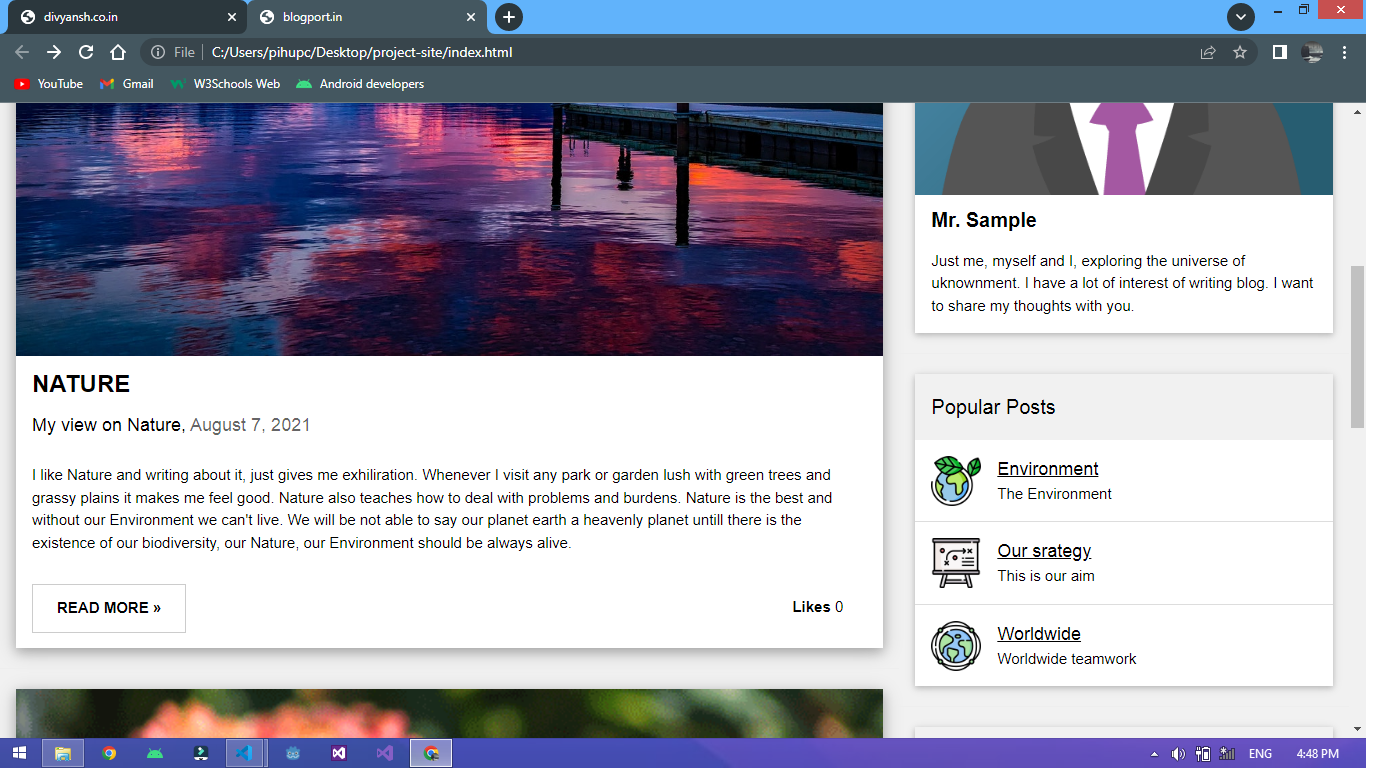 divyansh.co.in
blogport.in
File
C:/Users/pihupc/Desktop/project-site/index.html
YouTube
Gmail
W3Schools Web
Android developers
NATURE
My view on Nature, August 7, 2021
I like Nature and writing about it, just gives me exhiliration. Whenever I visit any park or garden lush with green trees and
grassy plains it makes me feel good. Nature also teaches how to deal with problems and burdens. Nature is the best and
without our Environment we can't live. We will be not able to say our planet earth a heavenly planet untill there is the
existence of our biodiversity, our Nature, our Environment should be always alive.
READ MORE »
Likes 0
Mr. Sample
Just me, myself and I, exploring the universe of
uknownment. I have a lot of interest of writing blog. I want
to share my thoughts with you.
Popular Posts
Environment
The Environment
Our srategy
This is our aim
Worldwide
Worldwide teamwork
ENG
4:48 PM